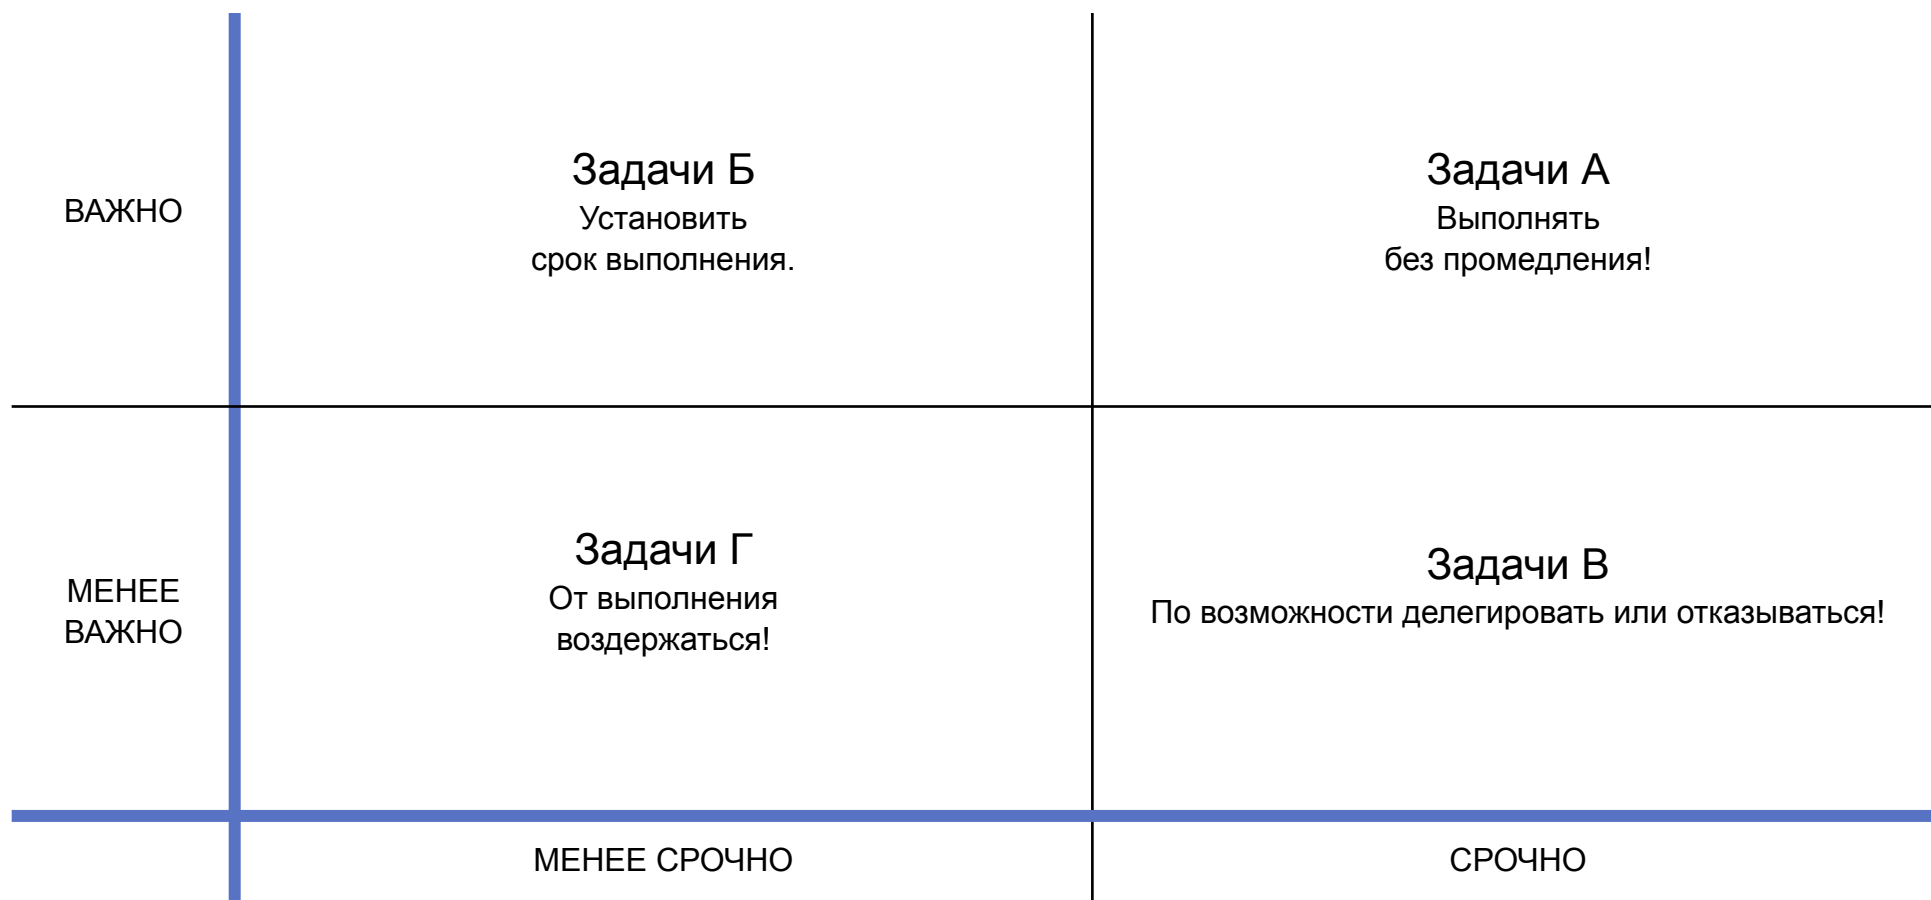 ВАЖНО
Задачи Б
Установить
срок выполнения.
Задачи А
Выполнять
без промедления!
МЕНЕЕ
ВАЖНО
Задачи Г
От выполнения
воздержаться!
Задачи В
По возможности делегировать или отказываться!
МЕНЕЕ СРОЧНО
СРОЧНО